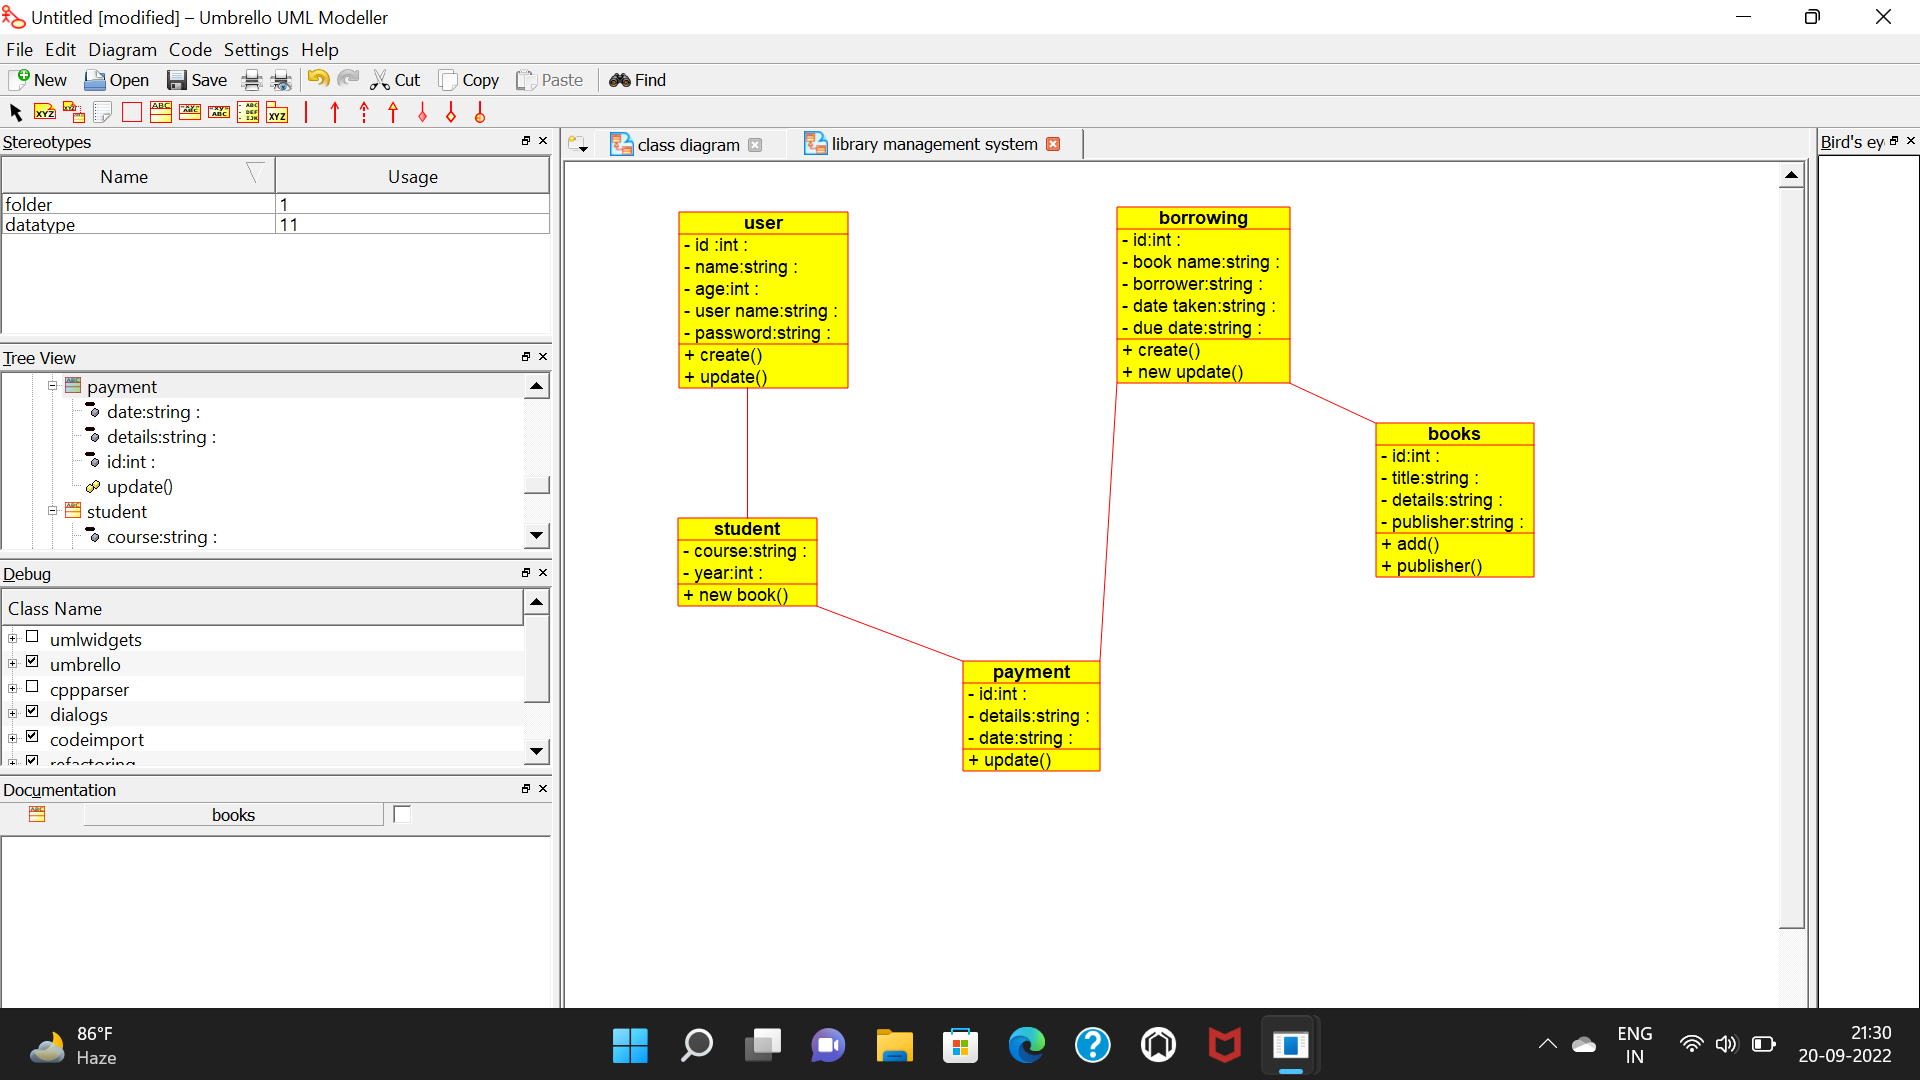 Untitled [modified] – Umbrello UML Modeller
File Edit Diagram Code Settings Help
New Open Save Cut Copy Paste Find
Stereotypes
Name Usage
folder 1
datatype 11
Tree View
payment
date:string :
details:string :
id:int :
update()
student
course:string :
Debug
Class Name
umlwidgets
umbrello
cppparser
dialogs
codeimport
refactoring
Documentation
books
class diagram
library management system
Bird's ey
user
- id :int :
- name:string :
- age:int :
- user name:string :
- password:string :
+ create()
+ update()
borrowing
- id:int :
- book name:string :
- borrower:string :
- date taken:string :
- due date:string :
+ create()
+ new update()
books
- id:int :
- title:string :
- details:string :
- publisher:string :
+ add()
+ publisher()
student
- course:string :
- year:int :
+ new book()
payment
- id:int :
- details:string :
- date:string :
+ update()
86°F
Haze
ENG
IN
21:30
20-09-2022